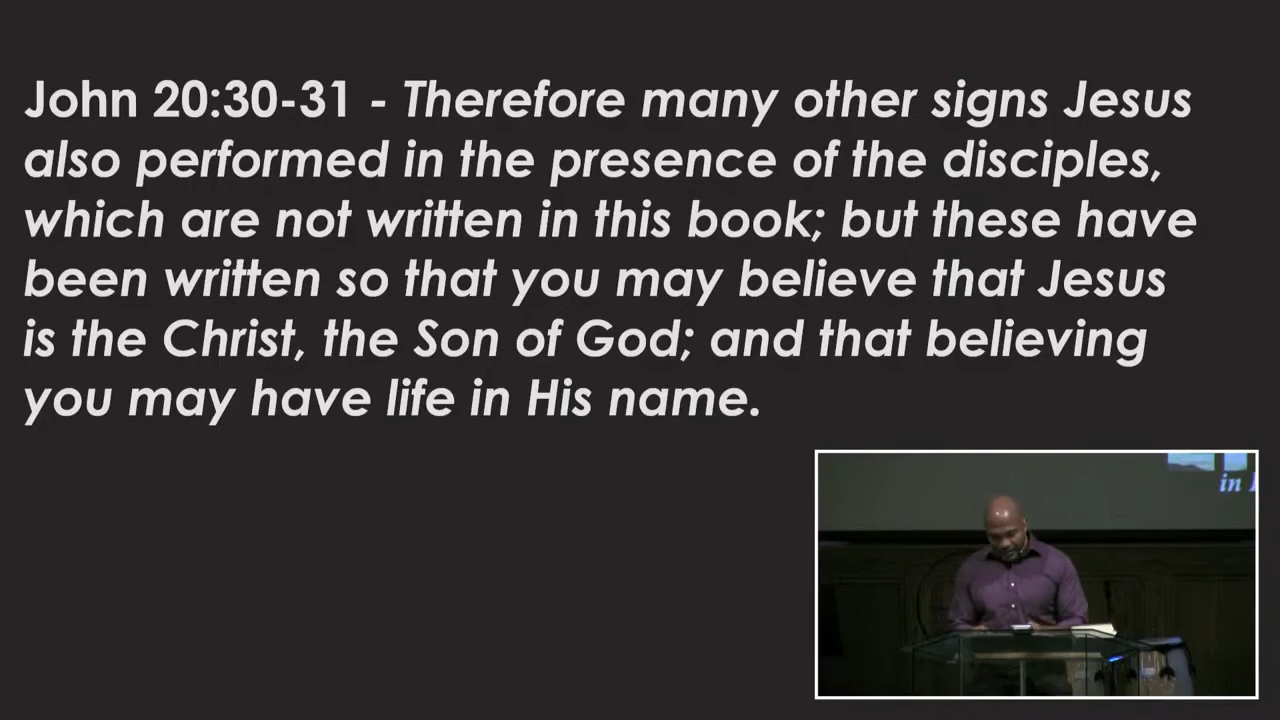 John 20:30-31 - Therefore many other signs Jesus
also performed in the presence of the disciples,
which are not written in this book; but these have
been written so that you may believe that Jesus
is the Christ, the Son of God; and that believing
you may have life in His name.
in